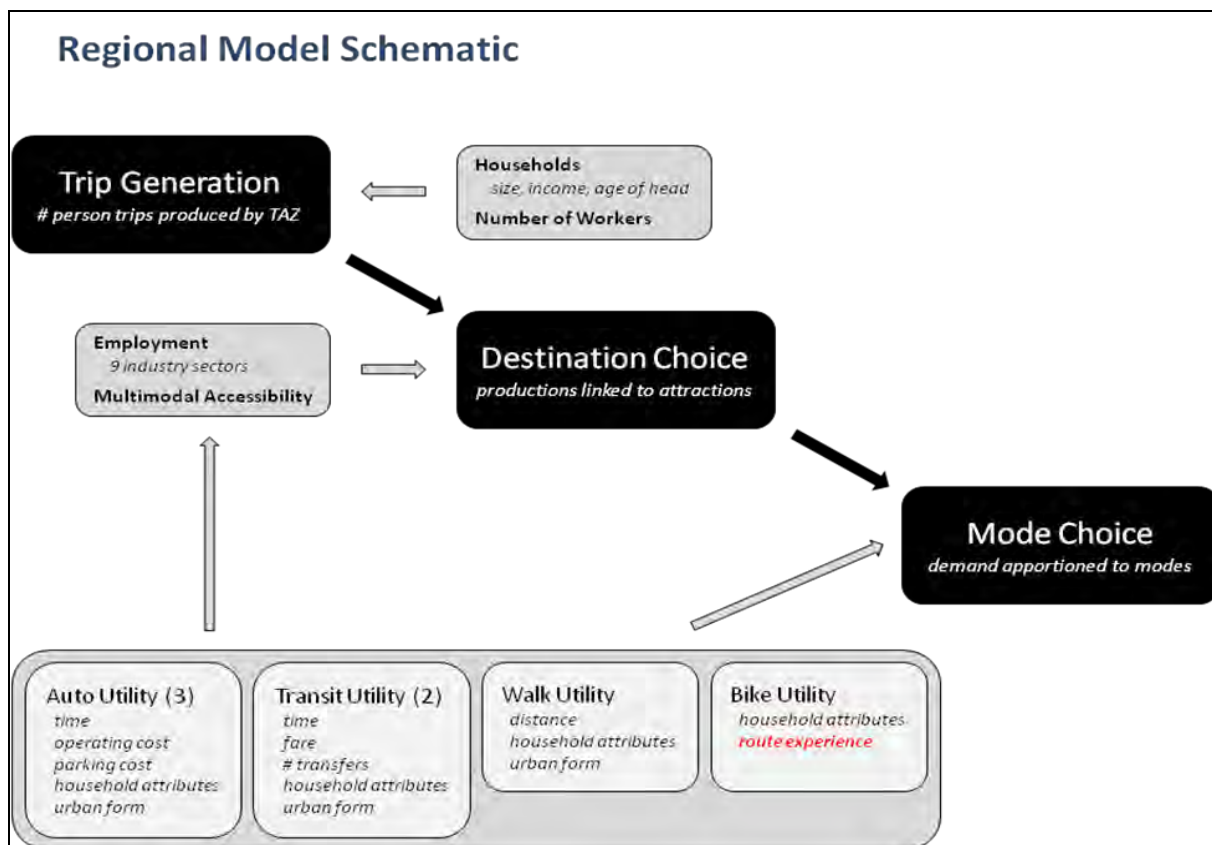 Regional Model Schematic
Trip Generation
# person trips produced by TAZ
Households
size, income, age of head
Number of Workers
Employment
9 industry sectors
Multimodal Accessibility
Destination Choice
productions linked to attractions
Mode Choice
demand apportioned to modes
Auto Utility (3)
time
operating cost
parking cost
household attributes
urban form
Transit Utility (2)
time
fare
# transfers
household attributes
urban form
Walk Utility
distance
household attributes
urban form
Bike Utility
household attributes
route experience